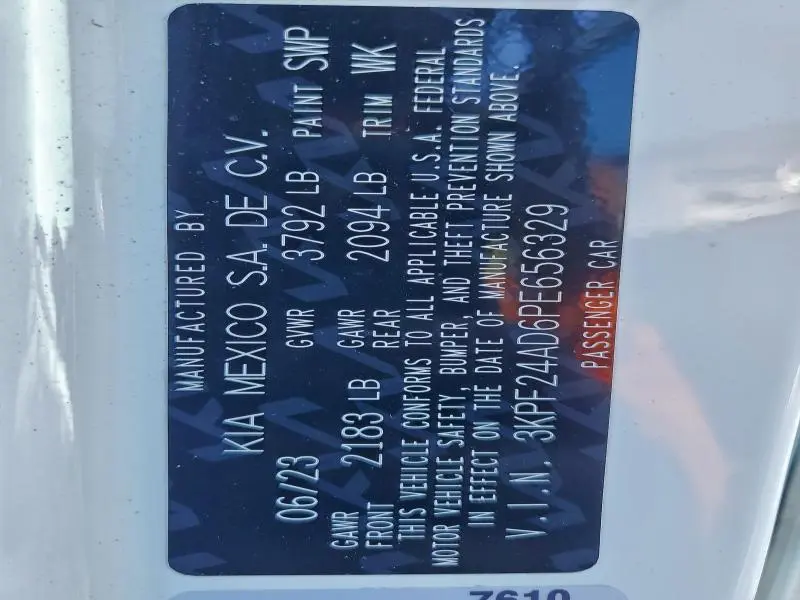 MANUFACTURED BY
KIA MEXICO S.A. DE C.V.
06/23 GVWR 3792 LB PAINT SWP
GAWR FRONT 2183 LB GAWR REAR 2094 LB TRIM WK
THIS VEHICLE CONFORMS TO ALL APPLICABLE U.S.A. FEDERAL
MOTOR VEHICLE SAFETY, BUMPER, AND THEFT PREVENTION STANDARDS
IN EFFECT ON THE DATE OF MANUFACTURE SHOWN ABOVE.
V.I.N. 3KPF24AD6PE656329
PASSENGER CAR